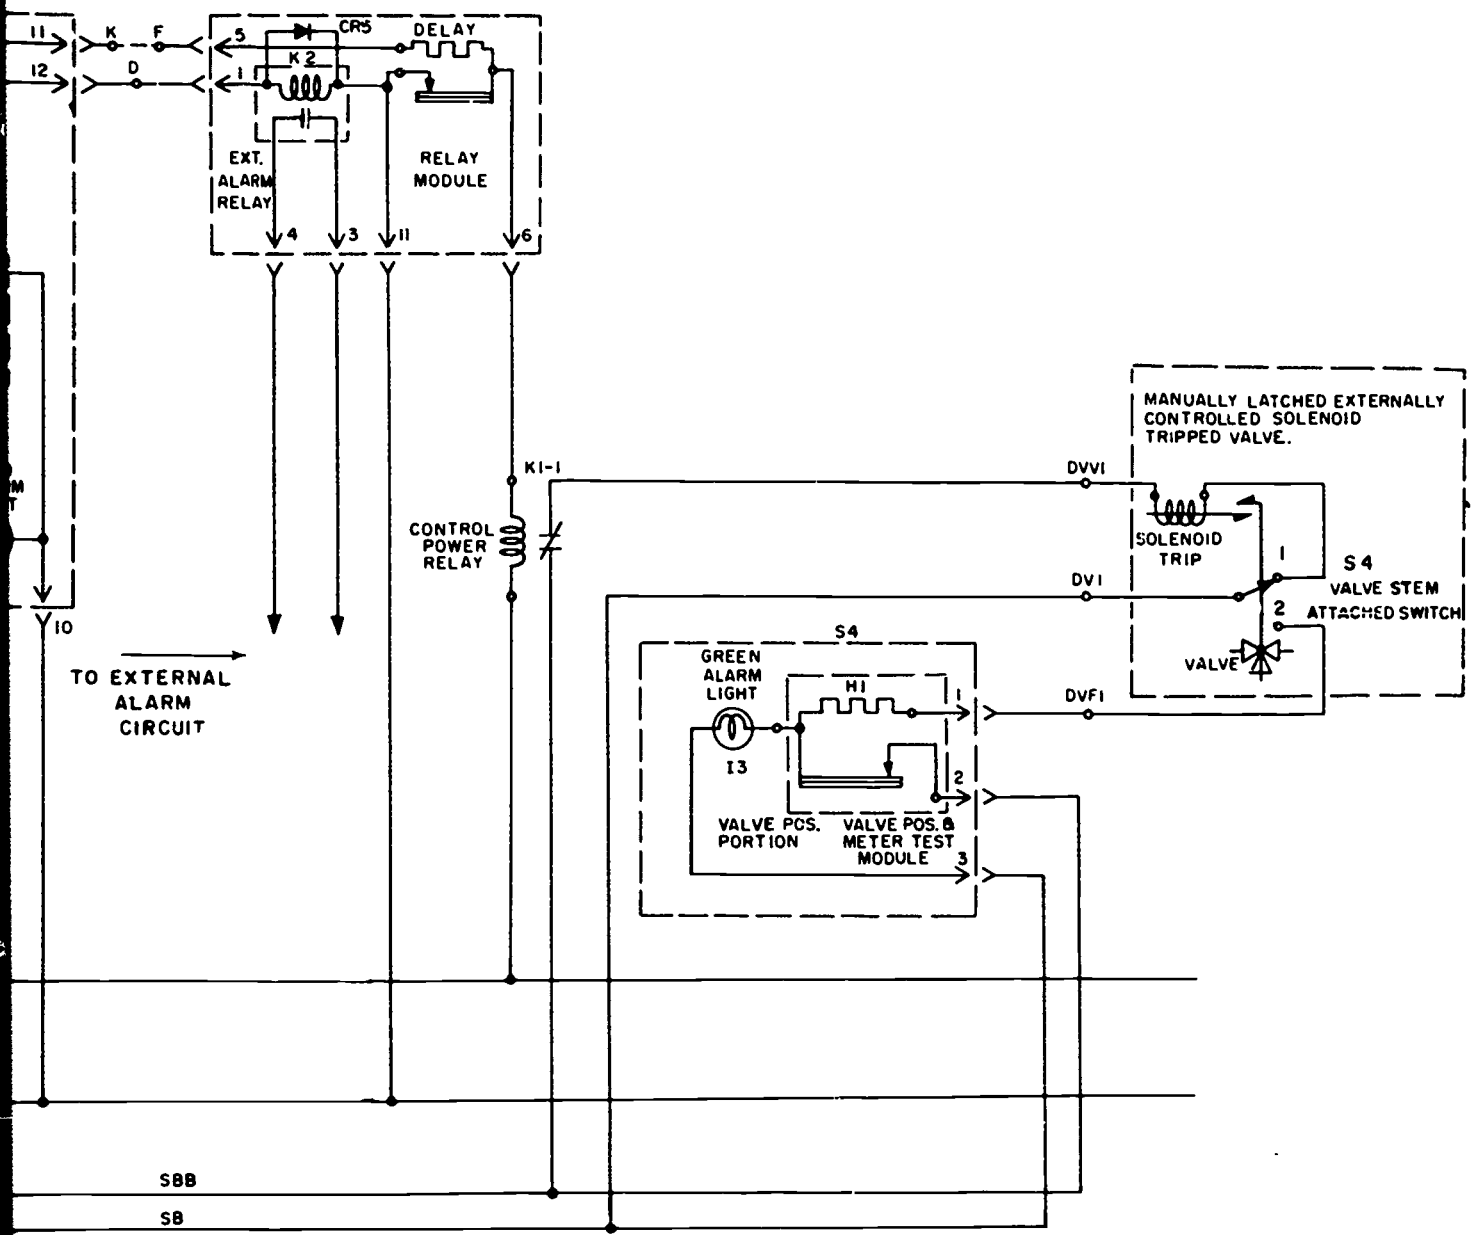 11 K F 5 CR5 DELAY
12 D 1 K2
EXT.
ALARM
RELAY
RELAY
MODULE
4 3 11 6
MANUALLY LATCHED EXTERNALLY
CONTROLLED SOLENOID
TRIPPED VALVE.
K1-1
DVV1
CONTROL
POWER
RELAY
SOLENOID
TRIP
1
S4
VALVE STEM
ATTACHED SWITCH
DV1
2
VALVE
10
TO EXTERNAL
ALARM
CIRCUIT
S4
GREEN
ALARM
LIGHT
H1
1
DVF1
I3
2
VALVE POS.
PORTION
VALVE POS. &
METER TEST
MODULE
3
SBB
SB